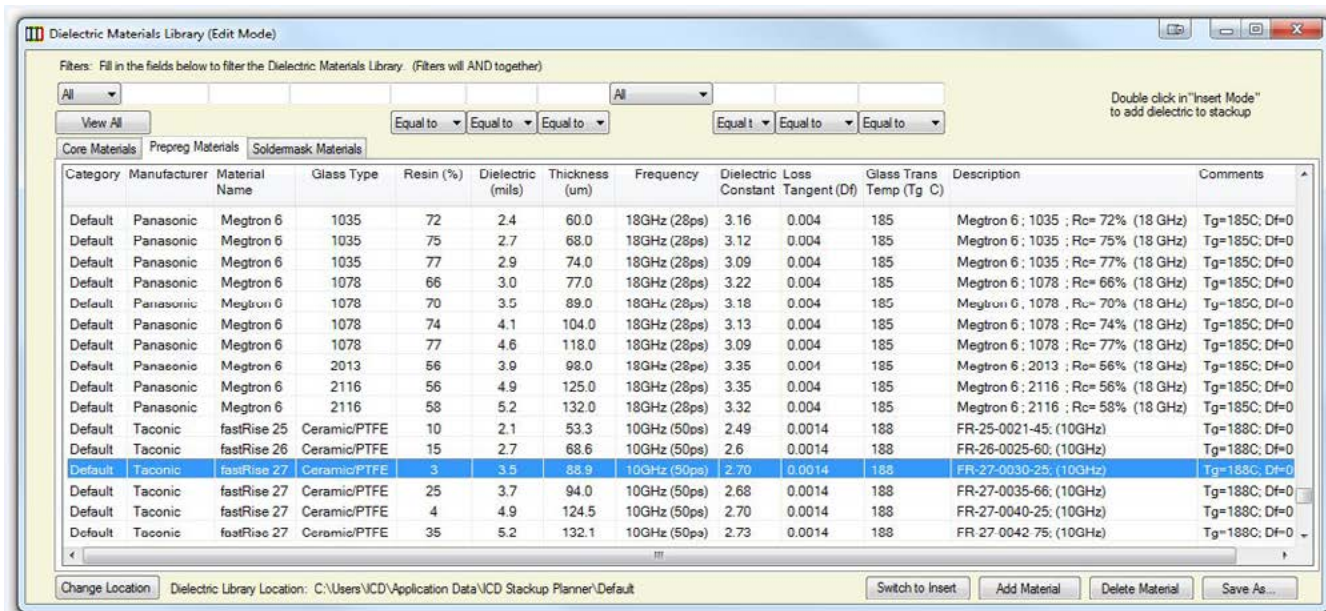 Dielectric Materials Library (Edit Mode)
Filters: Fill in the fields below to filter the Dielectric Materials Library. (Filters will AND together)
All All
Double click in "Insert Mode"
to add dielectric to stackup
View All Equal to Equal to Equal to Equal t Equal to Equal to
Core Materials Prepreg Materials Soldermask Materials
Category Manufacturer Material Name Glass Type Resin (%) Dielectric (mils) Thickness (um) Frequency Dielectric Constant Loss Tangent (Df) Glass Trans Temp (Tg C) Description Comments
Default Panasonic Megtron 6 1035 72 2.4 60.0 18GHz (28ps) 3.16 0.004 185 Megtron 6 ; 1035 ; Rc= 72% (18 GHz) Tg=185C; Df=0
Default Panasonic Megtron 6 1035 75 2.7 68.0 18GHz (28ps) 3.12 0.004 185 Megtron 6 ; 1035 ; Rc= 75% (18 GHz) Tg=185C; Df=0
Default Panasonic Megtron 6 1035 77 2.9 74.0 18GHz (28ps) 3.09 0.004 185 Megtron 6 ; 1035 ; Rc= 77% (18 GHz) Tg=185C; Df=0
Default Panasonic Megtron 6 1078 66 3.0 77.0 18GHz (28ps) 3.22 0.004 185 Megtron 6 ; 1078 ; Rc= 66% (18 GHz) Tg=185C; Df=0
Default Panasonic Megtron 6 1078 70 3.5 89.0 18GHz (28ps) 3.18 0.004 185 Megtron 6 ; 1078 ; Rc= 70% (18 GHz) Tg=185C; Df=0
Default Panasonic Megtron 6 1078 74 4.1 104.0 18GHz (28ps) 3.13 0.004 185 Megtron 6 ; 1078 ; Rc= 74% (18 GHz) Tg=185C; Df=0
Default Panasonic Megtron 6 1078 77 4.6 118.0 18GHz (28ps) 3.09 0.004 185 Megtron 6 ; 1078 ; Rc= 77% (18 GHz) Tg=185C; Df=0
Default Panasonic Megtron 6 2013 56 3.9 98.0 18GHz (28ps) 3.35 0.004 185 Megtron 6 ; 2013 ; Rc= 56% (18 GHz) Tg=185C; Df=0
Default Panasonic Megtron 6 2116 56 4.9 125.0 18GHz (28ps) 3.35 0.004 185 Megtron 6 ; 2116 ; Rc= 56% (18 GHz) Tg=185C; Df=0
Default Panasonic Megtron 6 2116 58 5.2 132.0 18GHz (28ps) 3.32 0.004 185 Megtron 6 ; 2116 ; Rc= 58% (18 GHz) Tg=185C; Df=0
Default Taconic fastRise 25 Ceramic/PTFE 10 2.1 53.3 10GHz (50ps) 2.49 0.0014 188 FR-25-0021-45; (10GHz) Tg=188C; Df=0
Default Taconic fastRise 26 Ceramic/PTFE 15 2.7 68.6 10GHz (50ps) 2.6 0.0014 188 FR-26-0025-60; (10GHz) Tg=188C; Df=0
Default Taconic fastRise 27 Ceramic/PTFE 3 3.5 88.9 10GHz (50ps) 2.70 0.0014 188 FR-27-0030-25; (10GHz) Tg=188C; Df=0
Default Taconic fastRise 27 Ceramic/PTFE 25 3.7 94.0 10GHz (50ps) 2.68 0.0014 188 FR-27-0035-66; (10GHz) Tg=188C; Df=0
Default Taconic fastRise 27 Ceramic/PTFE 4 4.9 124.5 10GHz (50ps) 2.70 0.0014 188 FR-27-0040-25; (10GHz) Tg=188C; Df=0
Default Taconic fastRise 27 Ceramic/PTFE 35 5.2 132.1 10GHz (50ps) 2.73 0.0014 188 FR-27-0042-75; (10GHz) Tg=188C; Df=0
Change Location Dielectric Library Location: C:\Users\ICD\Application Data\ICD Stackup Planner\Default Switch to Insert Add Material Delete Material Save As...